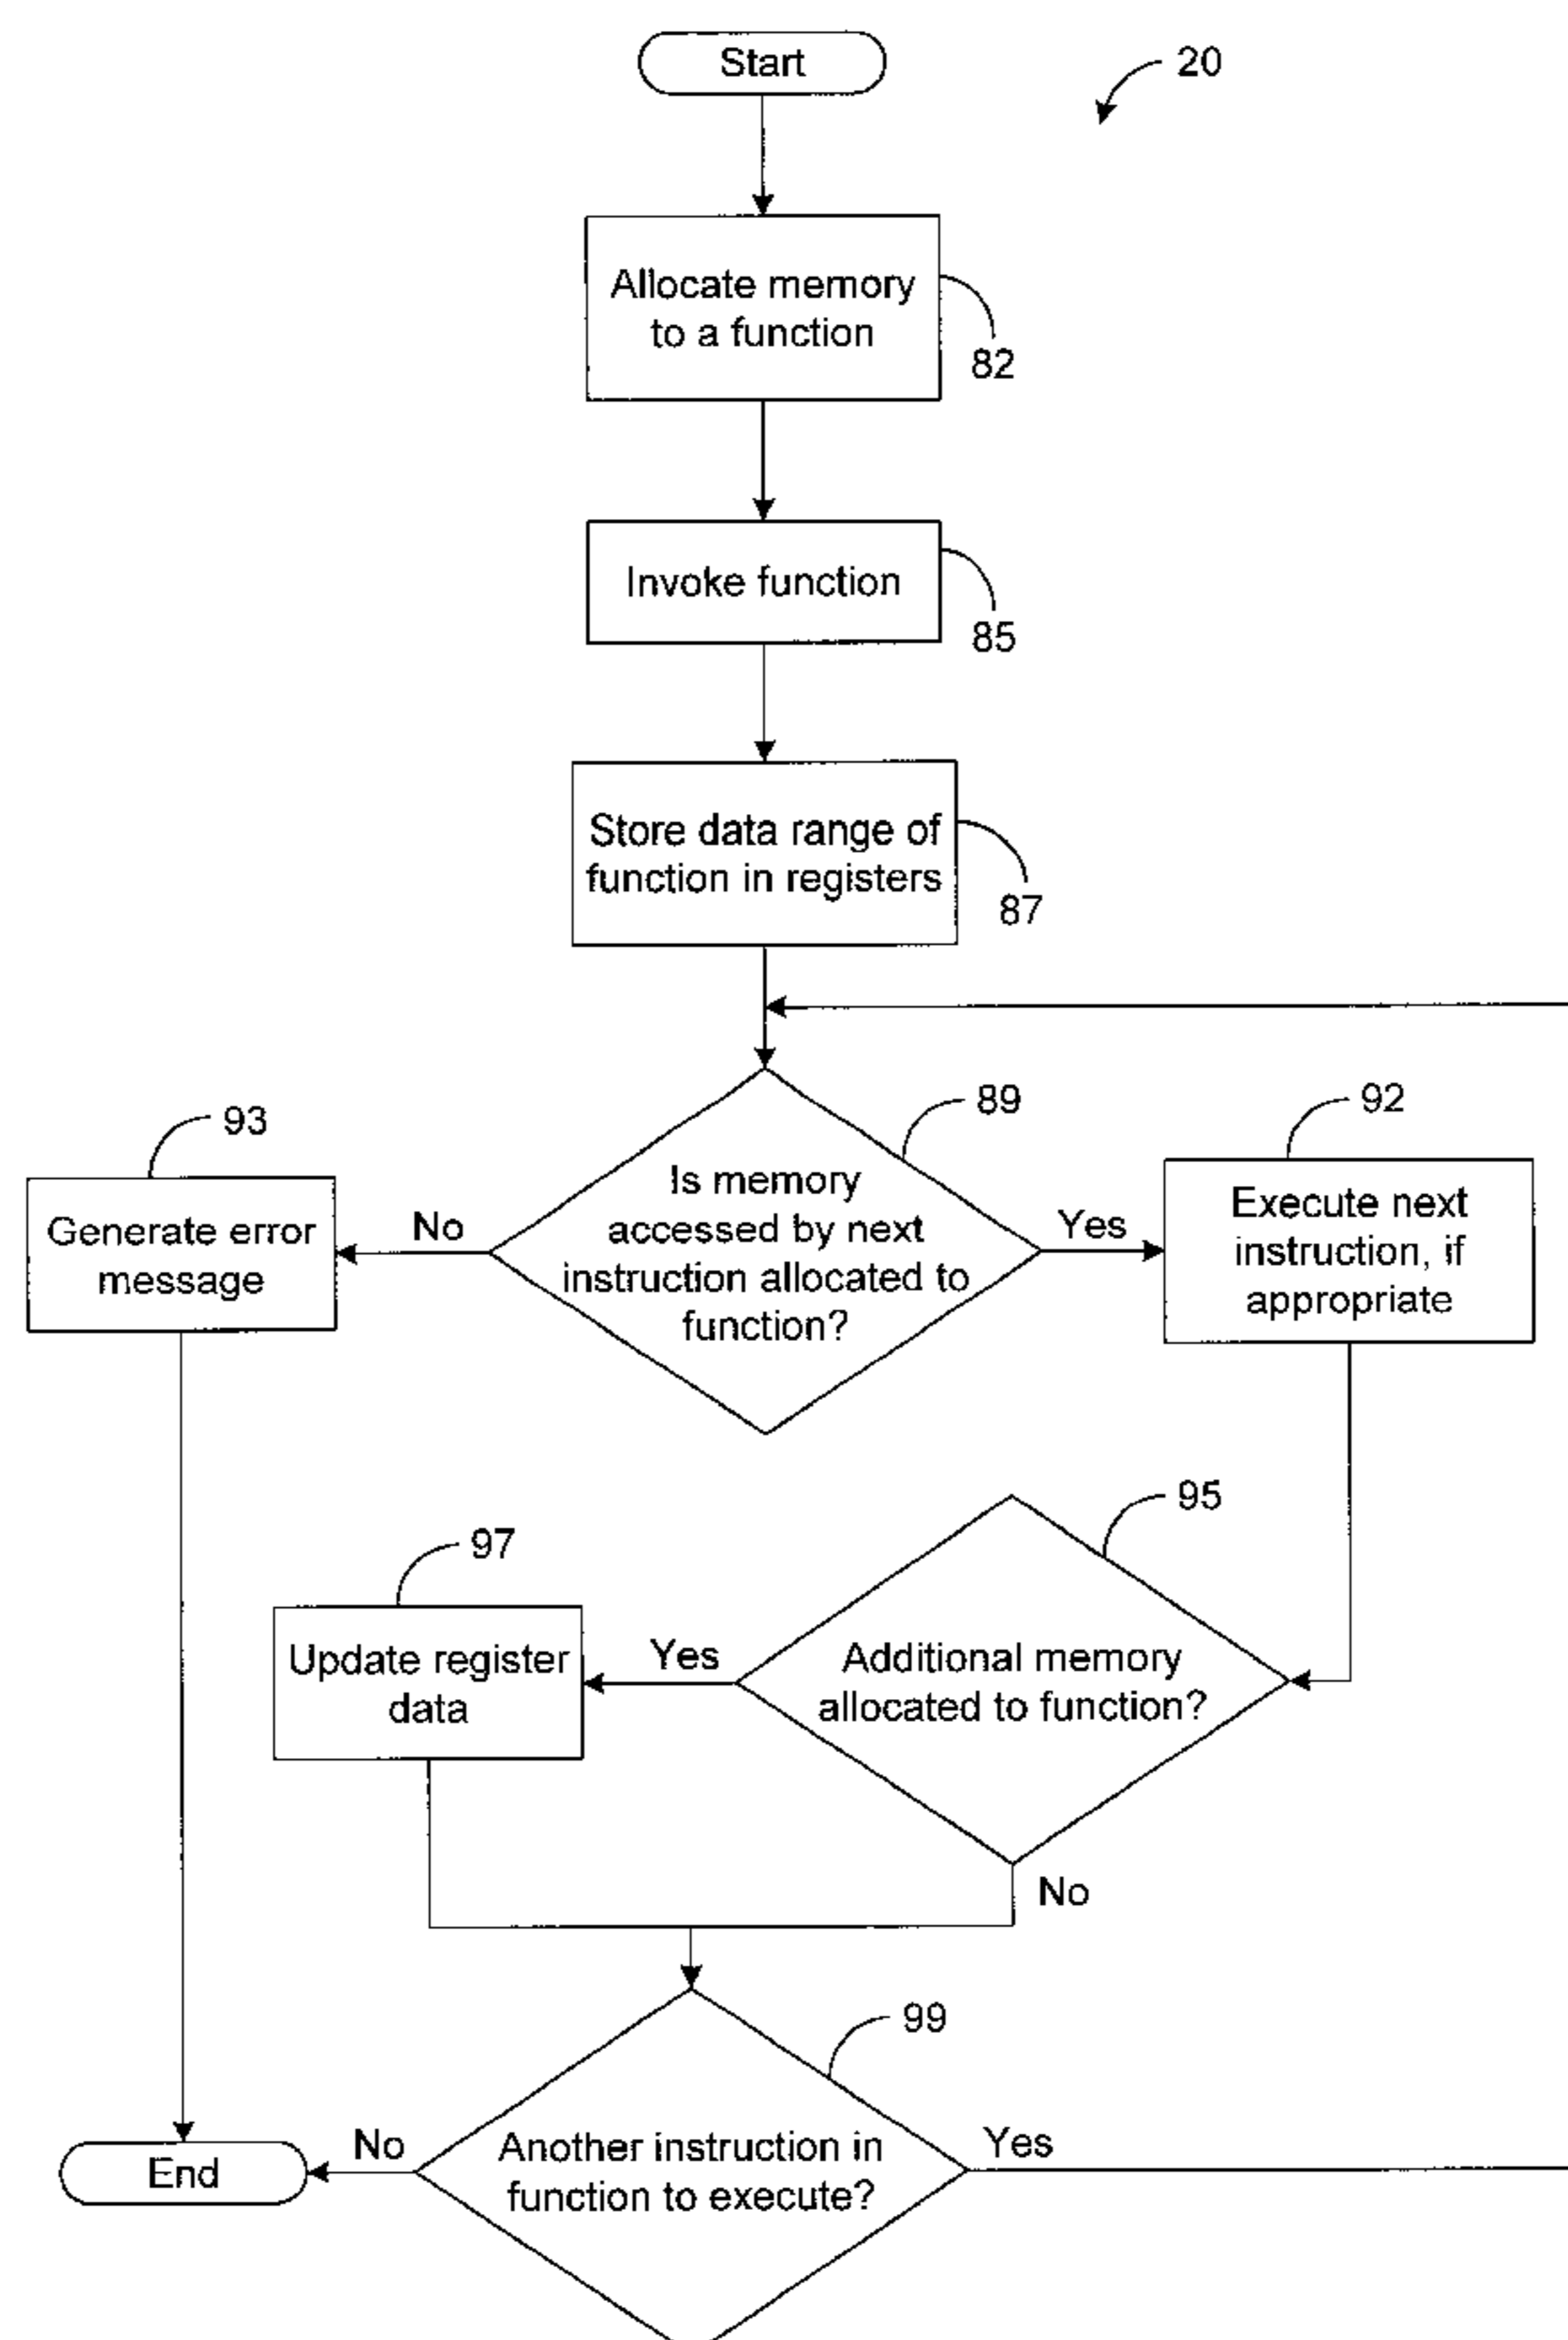 Start
20
Allocate memory
to a function
82
Invoke function
85
Store data range of
function in registers
87
89
92
93
Is memory
accessed by next
instruction allocated to
function?
No
Yes
Generate error
message
Execute next
instruction, if
appropriate
95
97
Additional memory
allocated to function?
Yes
Update register
data
No
99
Another instruction in
function to execute?
No
Yes
End